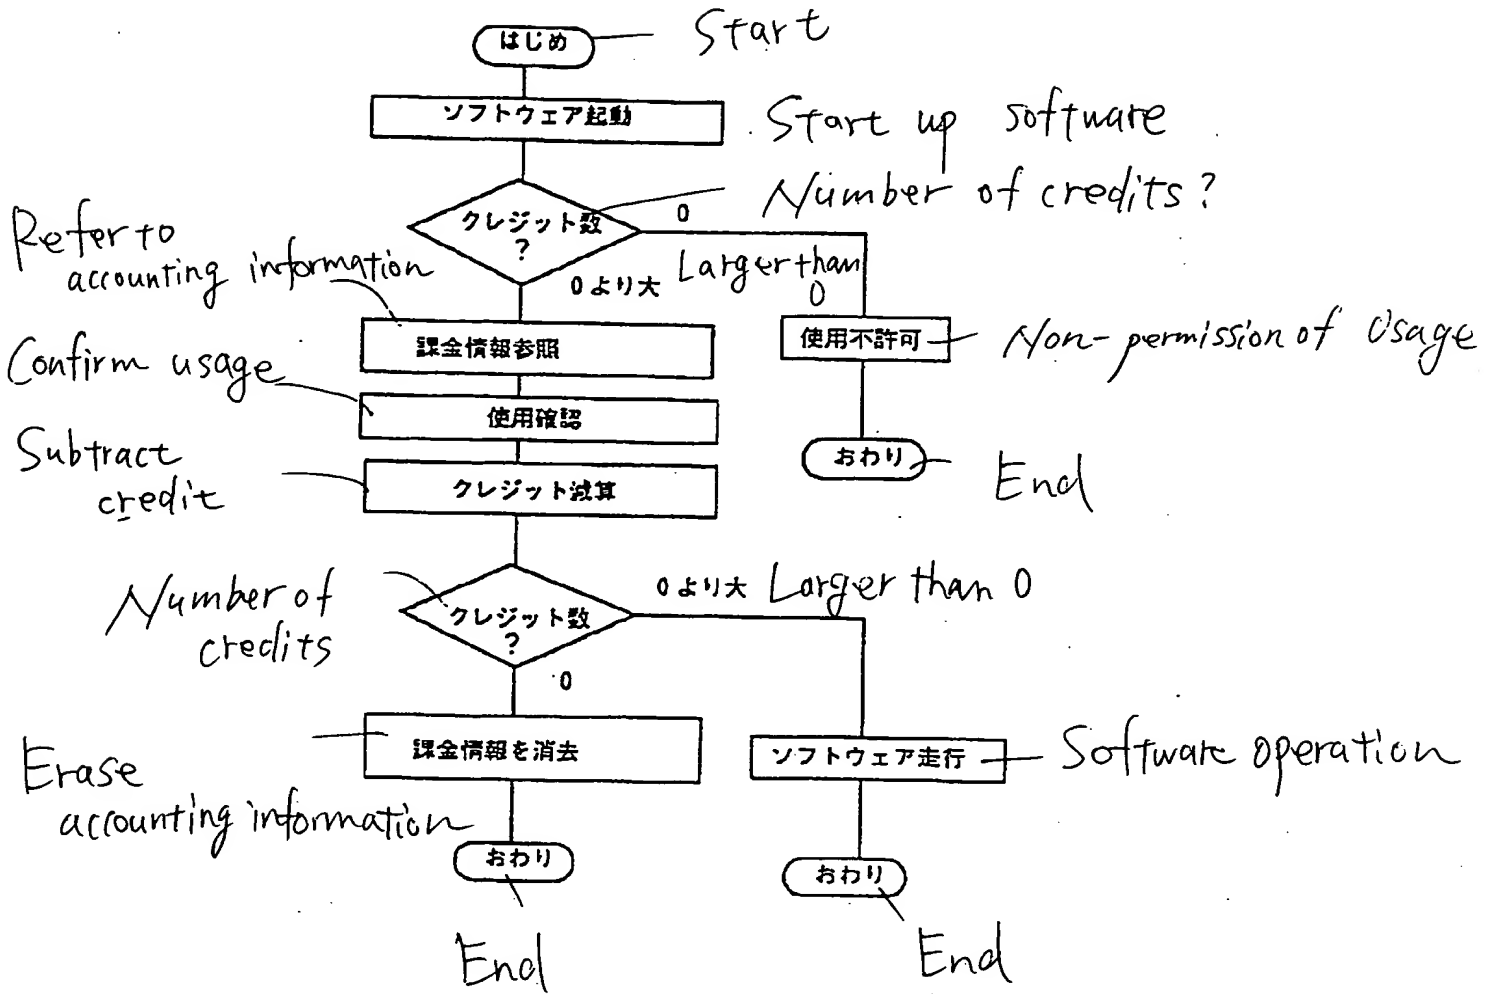 はじめ
Start
ソフトウェア起動
Start up software
クレジット数
?
Number of credits?
0
0より大
Larger than
0
Refer to
accounting information
課金情報参照
使用不許可
Non-permission of Usage
Confirm usage
使用確認
おわり
End
Subtract
credit
クレジット減算
Number of
credits
クレジット数
?
0より大
Larger than 0
0
課金情報を消去
Erase
accounting information
ソフトウェア走行
Software operation
おわり
End
おわり
End